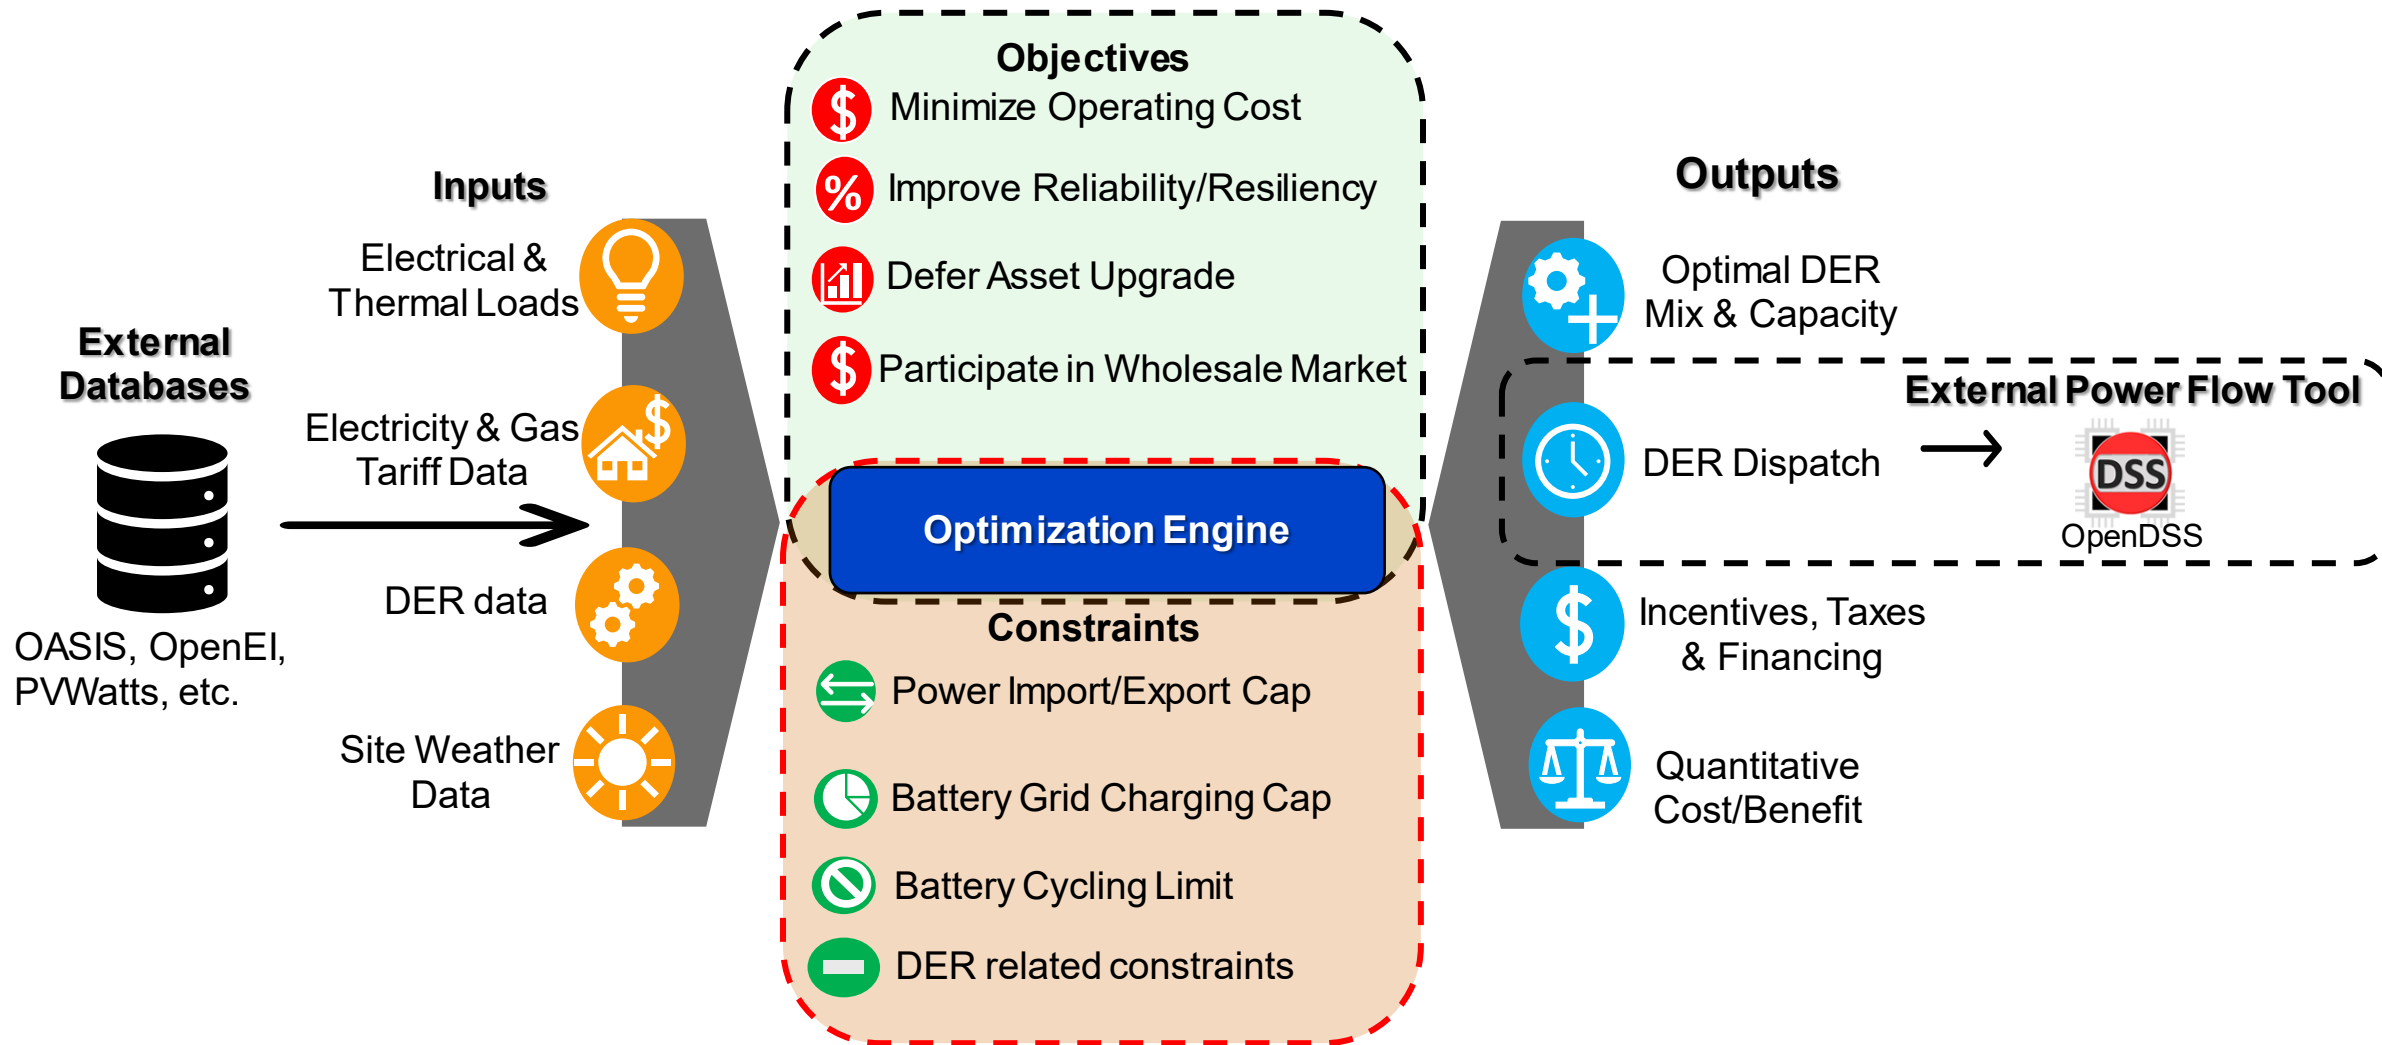 External
Databases
OASIS, OpenEI,
PVWatts, etc.
Inputs
Electrical &
Thermal Loads
Electricity & Gas
Tariff Data
DER data
Site Weather
Data
Objectives
$ Minimize Operating Cost
% Improve Reliability/Resiliency
Defer Asset Upgrade
$ Participate in Wholesale Market
Optimization Engine
Constraints
Power Import/Export Cap
Battery Grid Charging Cap
Battery Cycling Limit
DER related constraints
Outputs
Optimal DER
Mix & Capacity
External Power Flow Tool
DER Dispatch
DSS
OpenDSS
$ Incentives, Taxes
& Financing
Quantitative
Cost/Benefit